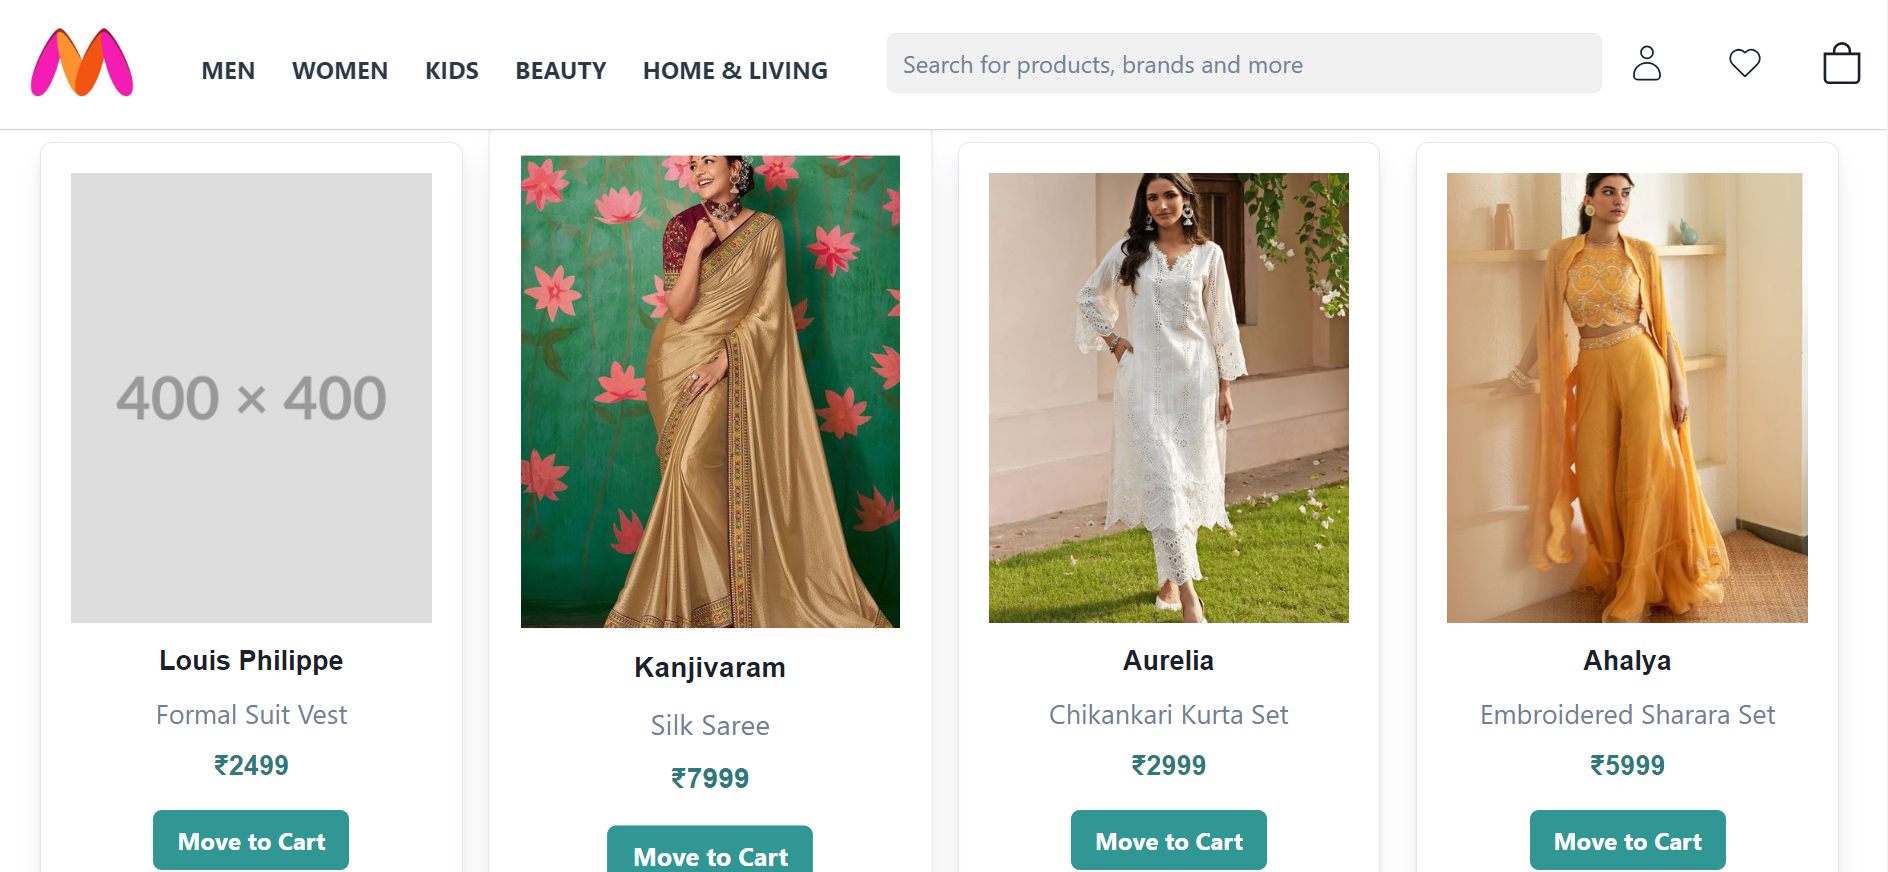 MEN WOMEN KIDS BEAUTY HOME & LIVING
Search for products, brands and more
400 × 400
Louis Philippe
Formal Suit Vest
₹2499
Move to Cart
Kanjivaram
Silk Saree
₹7999
Move to Cart
Aurelia
Chikankari Kurta Set
₹2999
Move to Cart
Ahalya
Embroidered Sharara Set
₹5999
Move to Cart